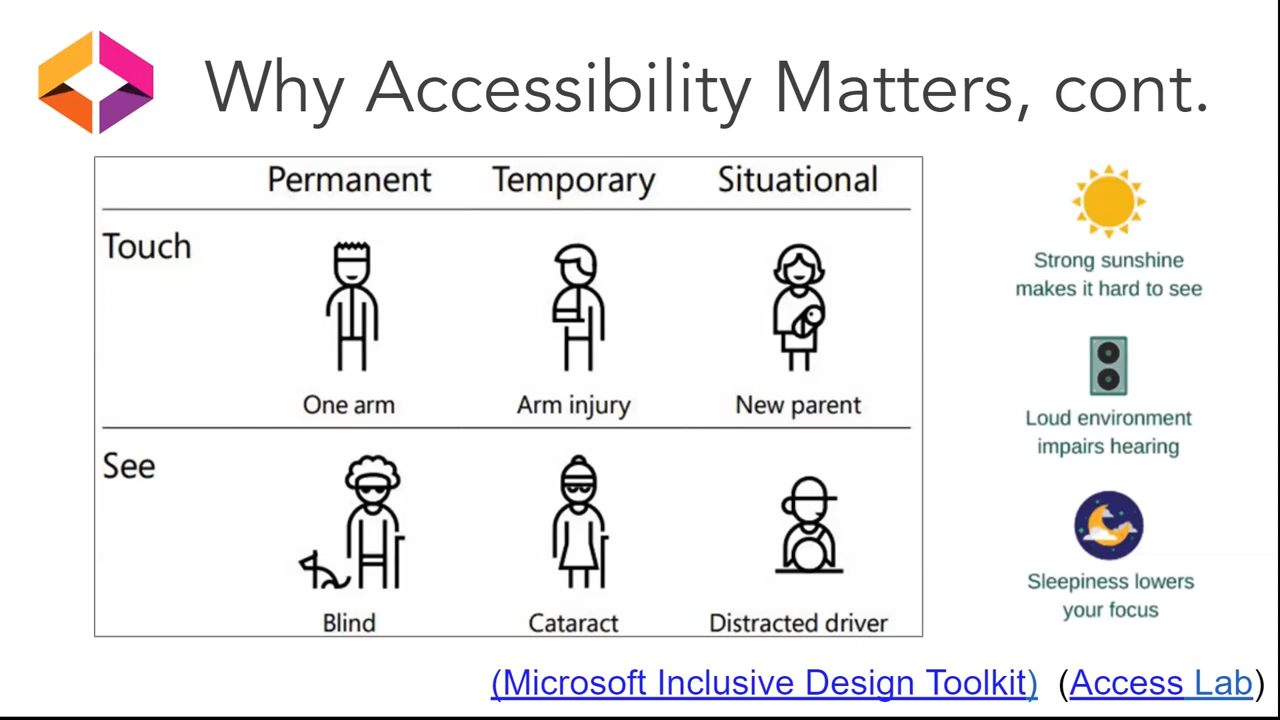 Why Accessibility Matters, cont.
Permanent Temporary Situational
Touch
One arm Arm injury New parent
See
Blind Cataract Distracted driver
Strong sunshine
makes it hard to see
Loud environment
impairs hearing
Sleepiness lowers
your focus
(Microsoft Inclusive Design Toolkit) (Access Lab)